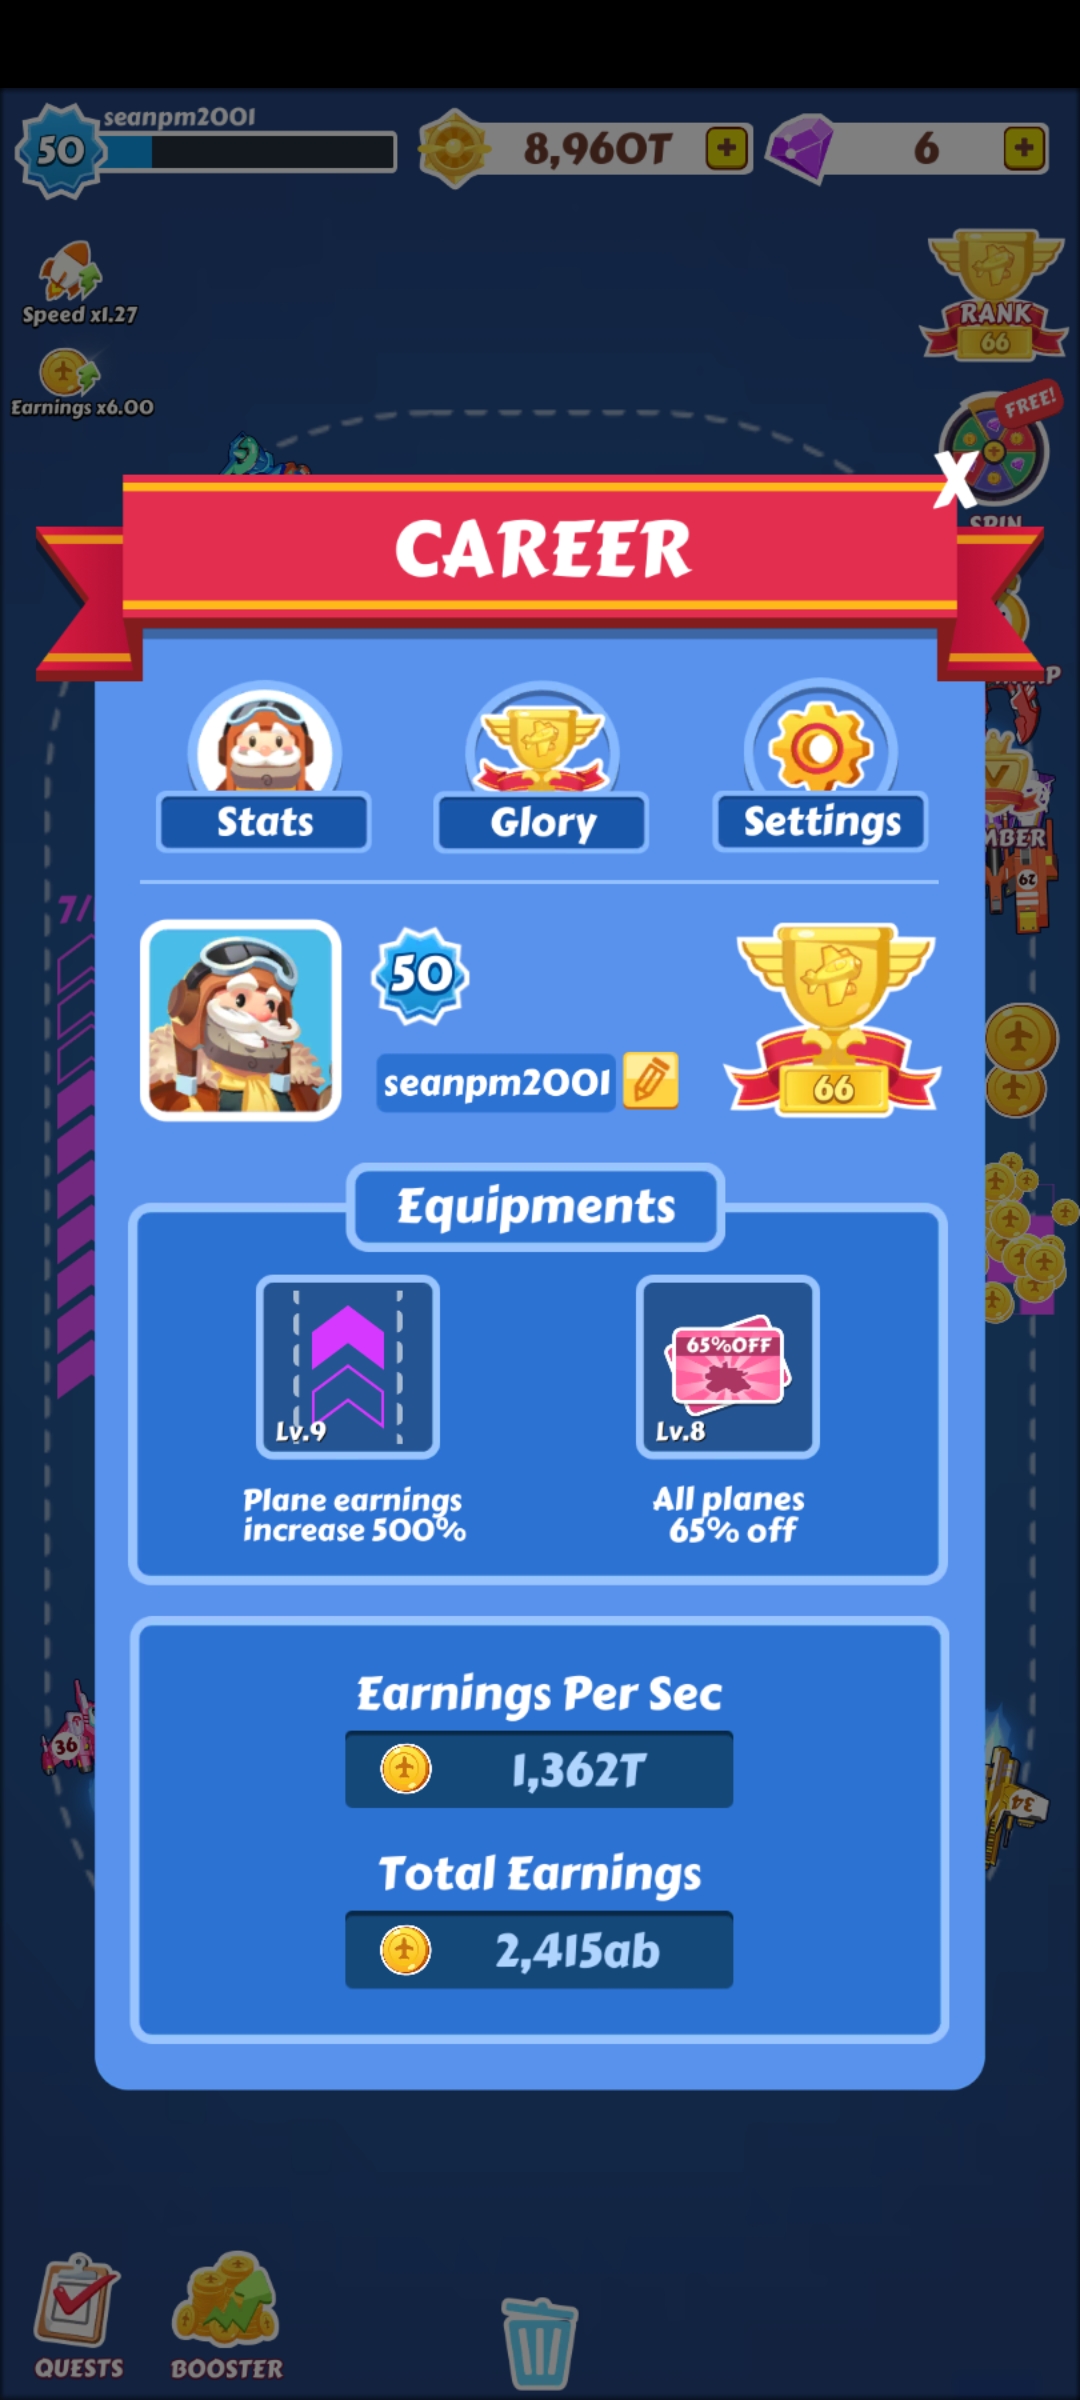 seanpm2001
50
8,960T
6
Speed x1.27
Earnings x6.00
RANK
66
FREE!
SPIN
CAREER
Stats
Glory
Settings
50
seanpm2001
66
7/
62
Equipments
Lv.9
65%OFF
Lv.8
Plane earnings
increase 500%
All planes
65% off
Earnings Per Sec
1,362T
36
34
Total Earnings
2,415ab
QUESTS
BOOSTER